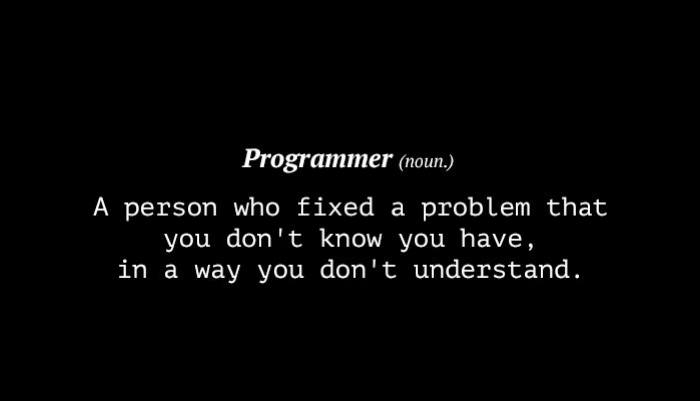 Programmer (noun.)
A person who fixed a problem that
you don't know you have,
in a way you don't understand.